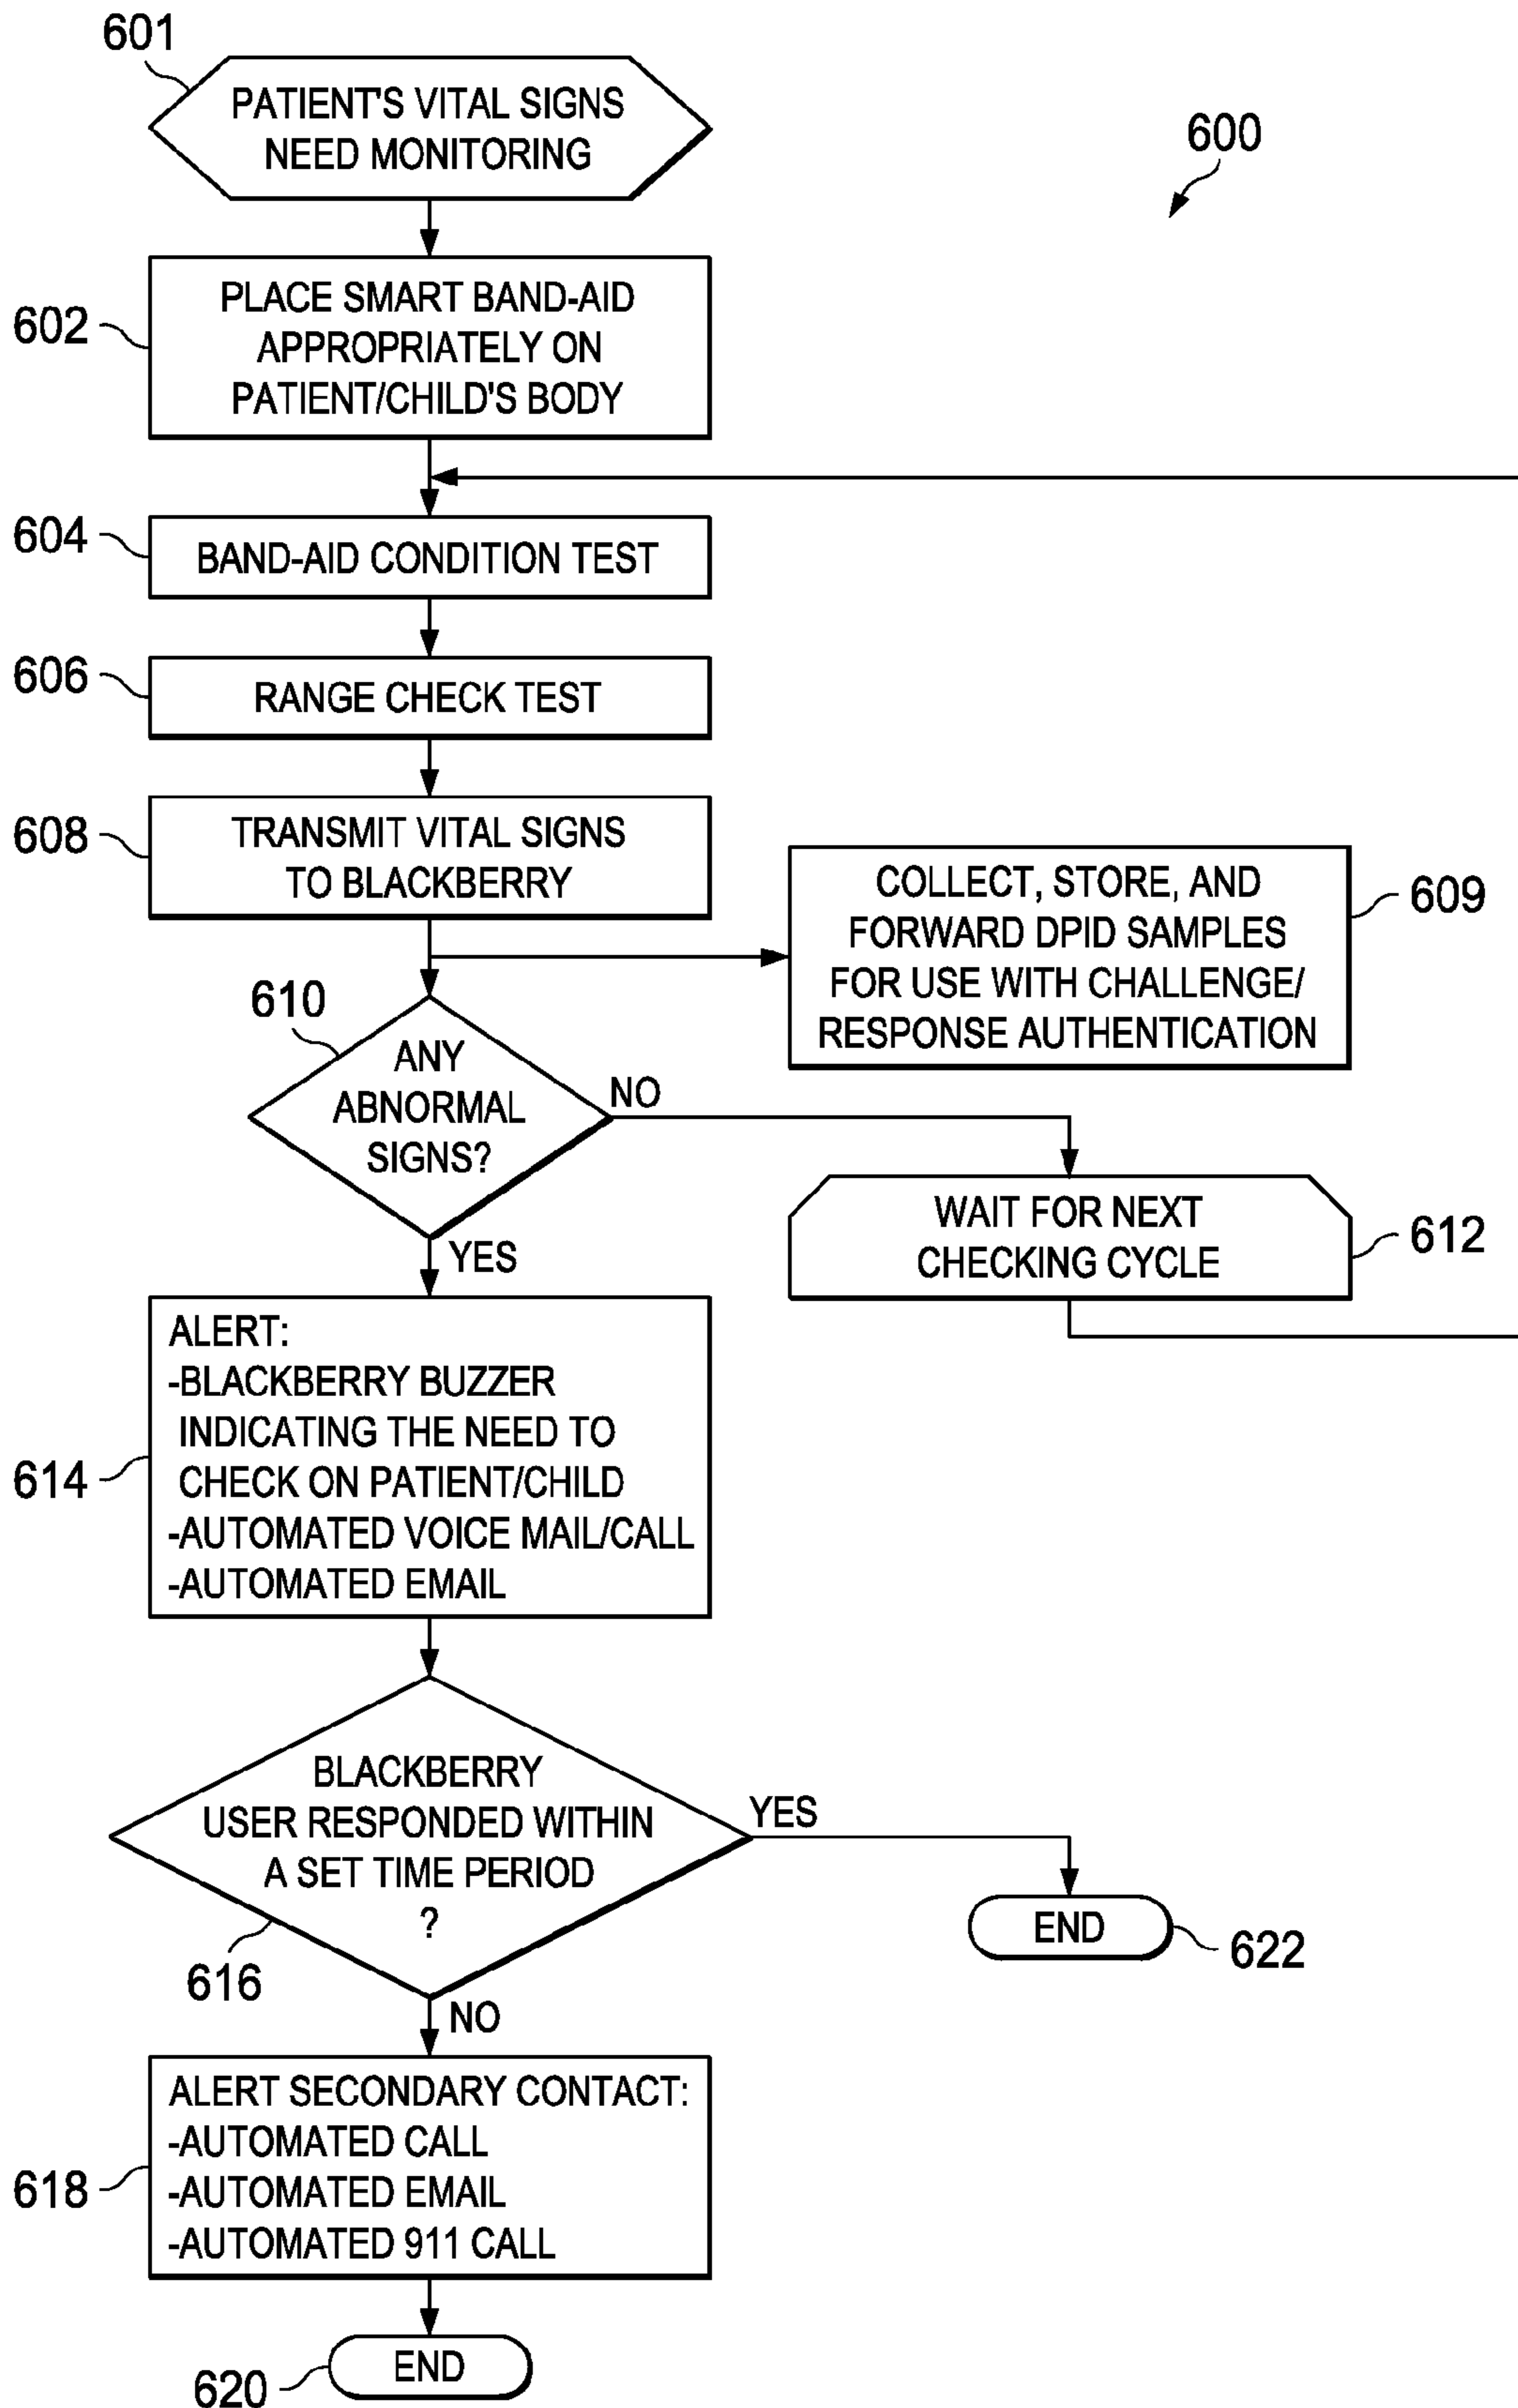 601
PATIENT'S VITAL SIGNS
NEED MONITORING
600
602
PLACE SMART BAND-AID
APPROPRIATELY ON
PATIENT/CHILD'S BODY
604
BAND-AID CONDITION TEST
606
RANGE CHECK TEST
608
TRANSMIT VITAL SIGNS
TO BLACKBERRY
COLLECT, STORE, AND
FORWARD DPID SAMPLES
FOR USE WITH CHALLENGE/
RESPONSE AUTHENTICATION
609
610
ANY
ABNORMAL
SIGNS?
NO
YES
WAIT FOR NEXT
CHECKING CYCLE
612
614
ALERT:
-BLACKBERRY BUZZER
INDICATING THE NEED TO
CHECK ON PATIENT/CHILD
-AUTOMATED VOICE MAIL/CALL
-AUTOMATED EMAIL
BLACKBERRY
USER RESPONDED WITHIN
A SET TIME PERIOD
?
616
YES
END
622
NO
618
ALERT SECONDARY CONTACT:
-AUTOMATED CALL
-AUTOMATED EMAIL
-AUTOMATED 911 CALL
END
620